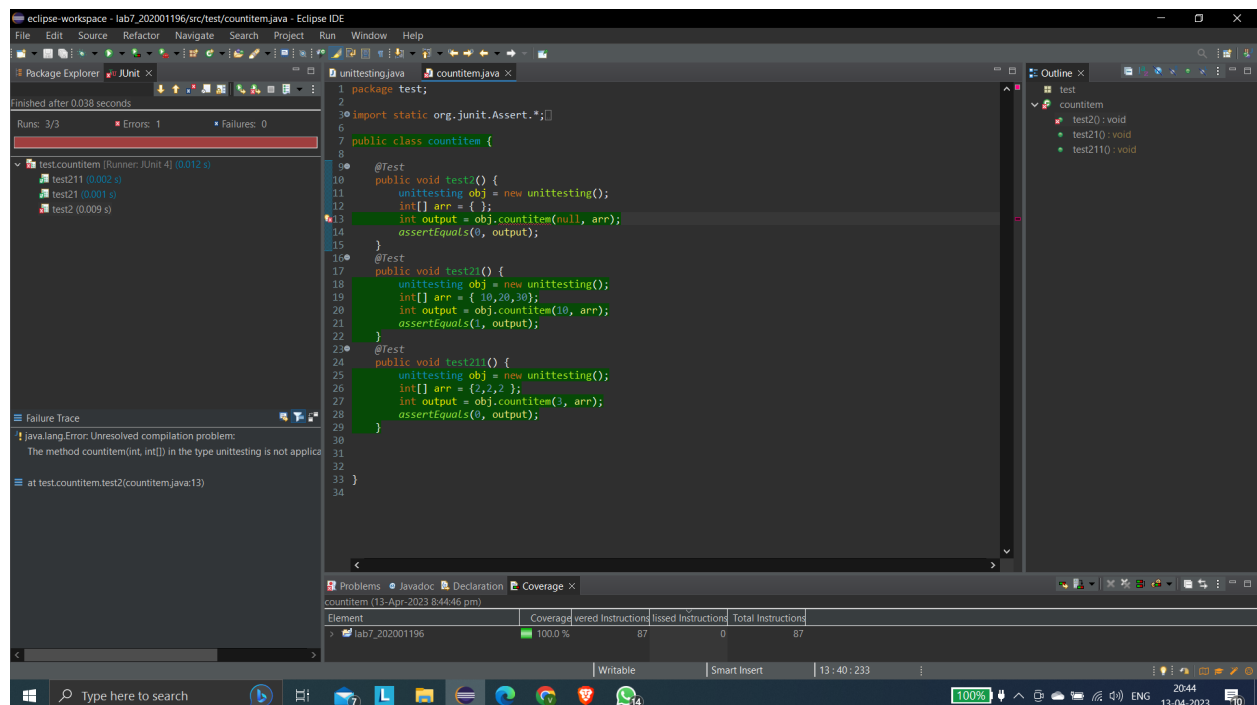 eclipse-workspace - lab7_202001196/src/test/countitem.java - Eclipse IDE
File Edit Source Refactor Navigate Search Project Run Window Help
Package Explorer JUnit
Finished after 0.038 seconds
Runs: 3/3 Errors: 1 Failures: 0
test.countitem [Runner: JUnit 4] (0.012 s)
test211 (0.002 s)
test21 (0.001 s)
test2 (0.009 s)
Failure Trace
java.lang.Error: Unresolved compilation problem:
The method countitem(int, int[]) in the type unittesting is not applica
at test.countitem.test2(countitem.java:13)
unittesting.java countitem.java
1 package test;
2
3 import static org.junit.Assert.*;
6
7 public class countitem {
8
9 @Test
10 public void test2() {
11 unittesting obj = new unittesting();
12 int[] arr = { };
13 int output = obj.countitem(null, arr);
14 assertEquals(0, output);
15 }
16 @Test
17 public void test21() {
18 unittesting obj = new unittesting();
19 int[] arr = { 10,20,30};
20 int output = obj.countitem(10, arr);
21 assertEquals(1, output);
22 }
23 @Test
24 public void test211() {
25 unittesting obj = new unittesting();
26 int[] arr = {2,2,2 };
27 int output = obj.countitem(3, arr);
28 assertEquals(0, output);
29 }
30
31
32
33 }
34
Outline
test
countitem
test2() : void
test21() : void
test211() : void
Problems Javadoc Declaration Coverage
countitem (13-Apr-2023 8:44:46 pm)
Element Coverage vered Instructions lissed Instructions Total Instructions
lab7_202001196 100.0 % 87 0 87
Writable Smart Insert 13 : 40 : 233
Type here to search
7
L
14
100%
ENG
20:44
13-04-2023
10